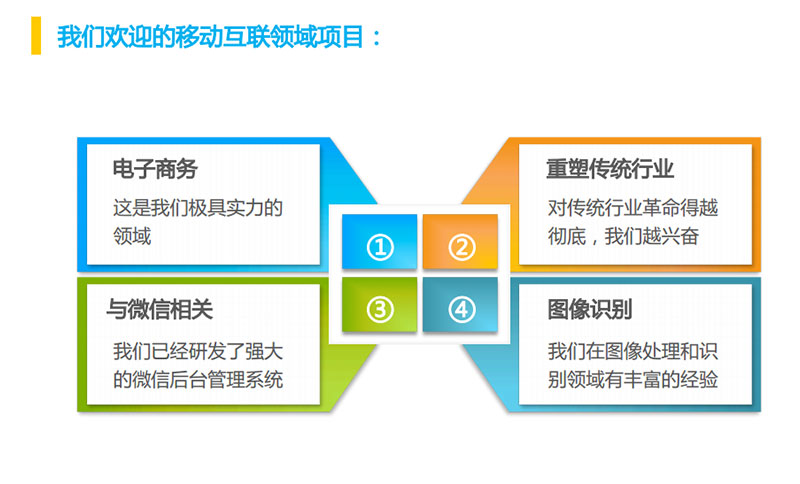 我们欢迎的移动互联领域项目：
电子商务
这是我们极具实力的
领域
①
②
重塑传统行业
对传统行业革命得越
彻底，我们越兴奋
与微信相关
我们已经研发了强大
的微信后台管理系统
③
④
图像识别
我们在图像处理和识
别领域有丰富的经验